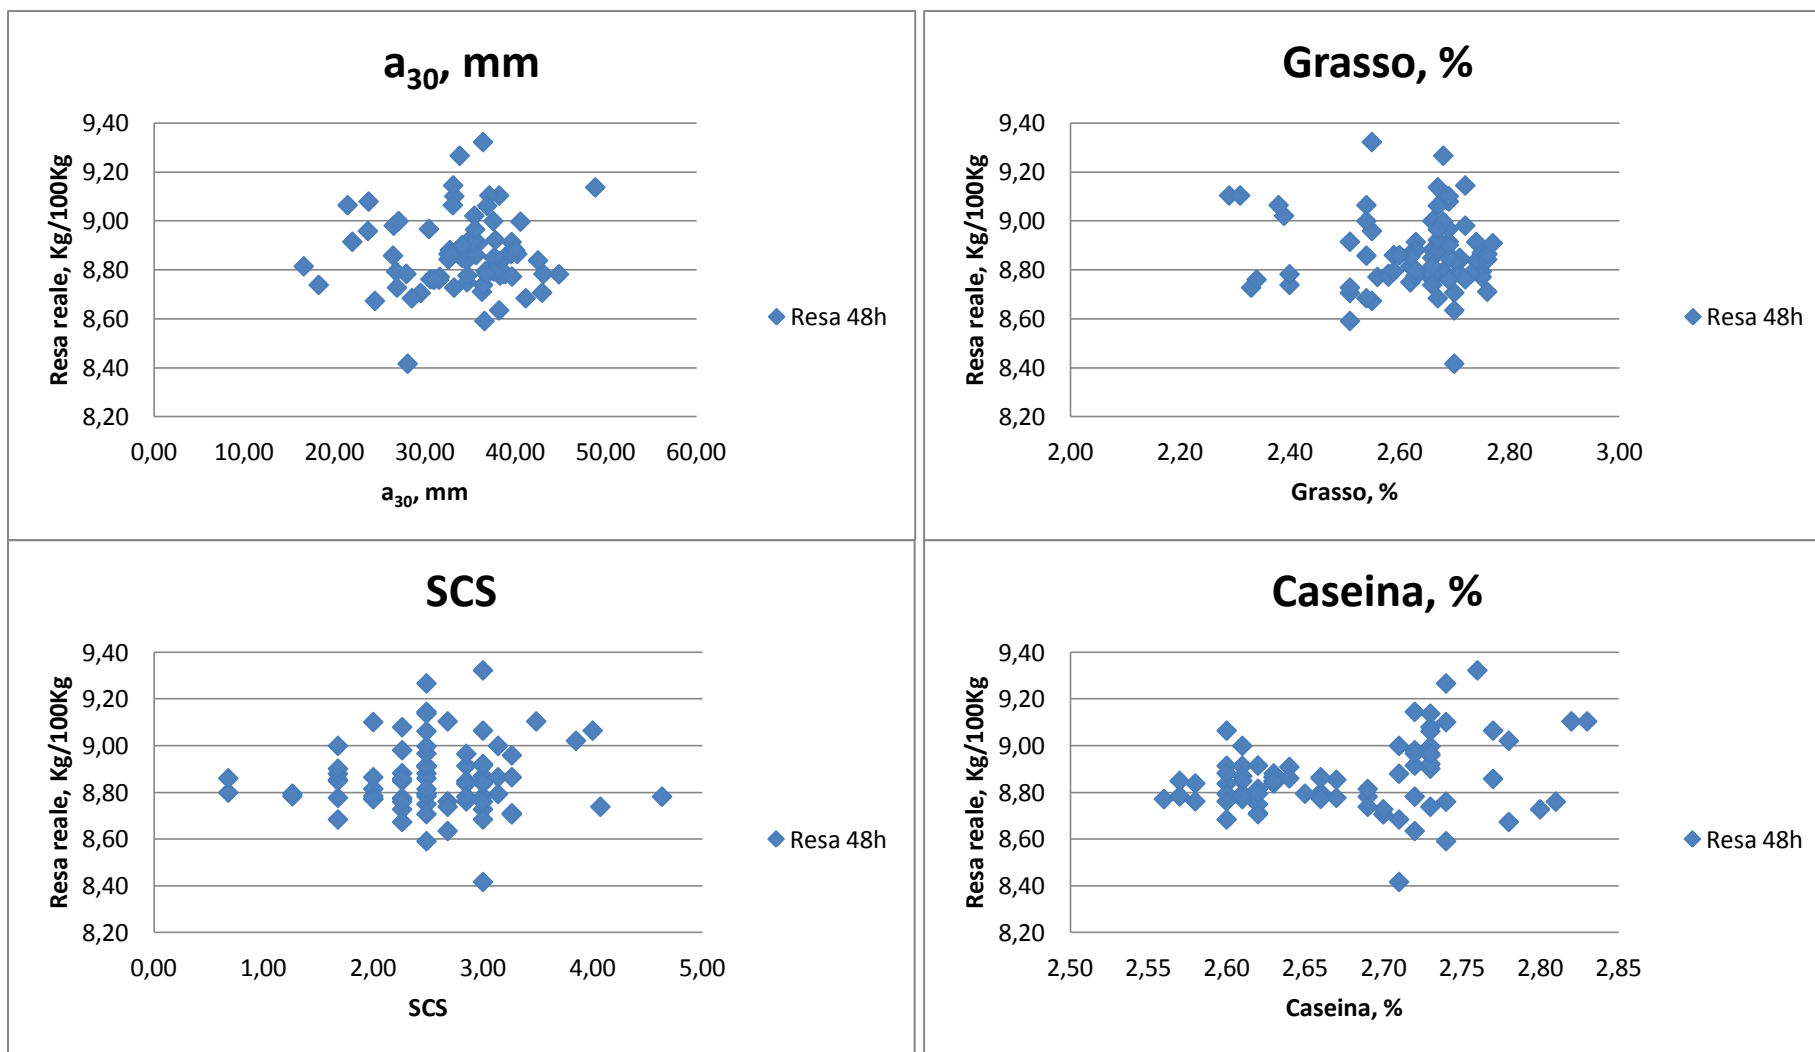 a30, mm
Resa reale, Kg/100Kg
9,40
9,20
9,00
8,80
8,60
8,40
8,20
0,00 10,00 20,00 30,00 40,00 50,00 60,00
a30, mm
Resa 48h
Grasso, %
Resa reale, Kg/100Kg
9,40
9,20
9,00
8,80
8,60
8,40
8,20
2,00 2,20 2,40 2,60 2,80 3,00
Grasso, %
Resa 48h
SCS
Resa reale, Kg/100Kg
9,40
9,20
9,00
8,80
8,60
8,40
8,20
0,00 1,00 2,00 3,00 4,00 5,00
SCS
Resa 48h
Caseina, %
Resa reale, Kg/100Kg
9,40
9,20
9,00
8,80
8,60
8,40
8,20
2,50 2,55 2,60 2,65 2,70 2,75 2,80 2,85
Caseina, %
Resa 48h